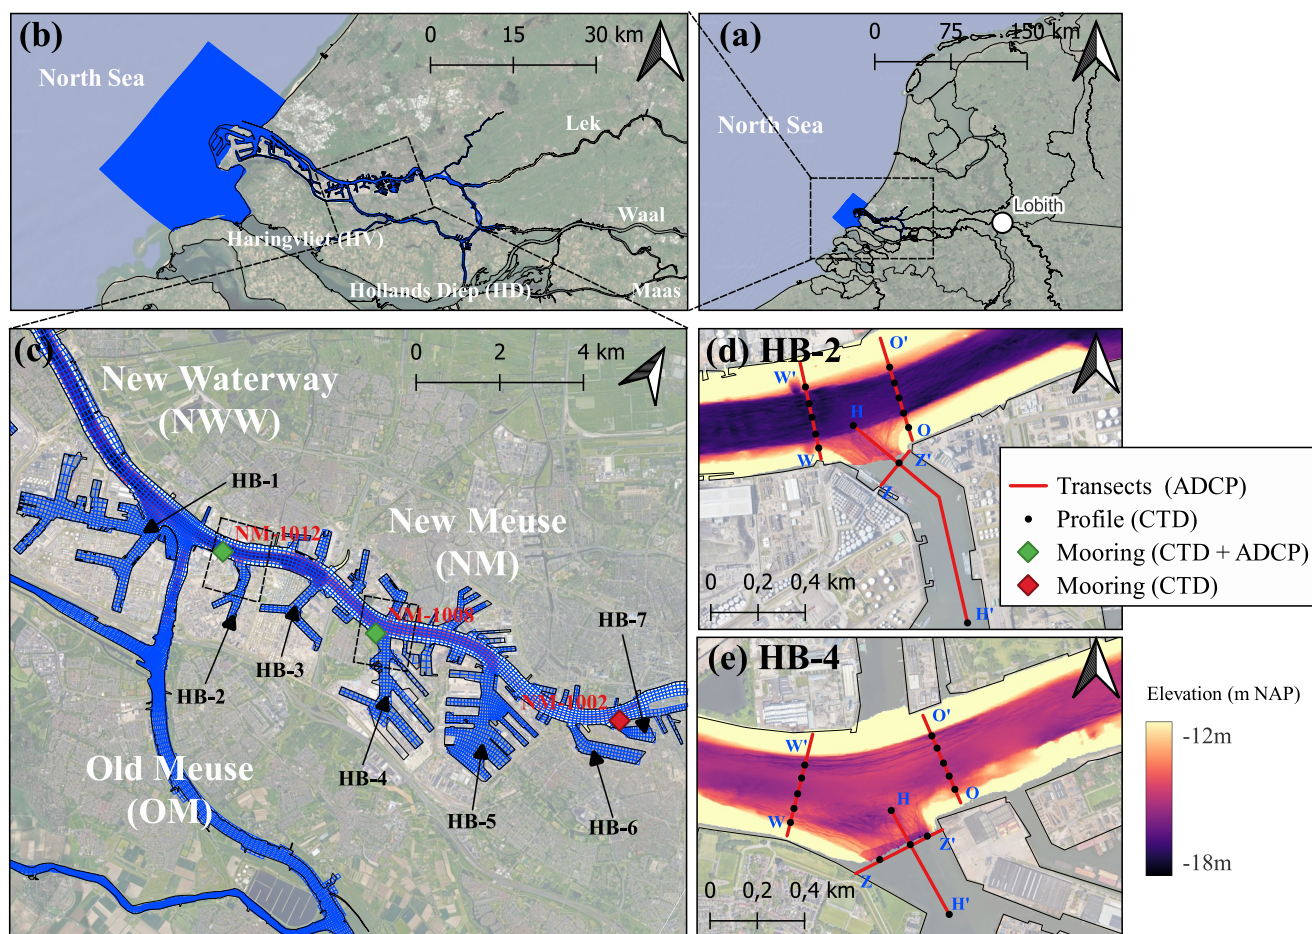 (b)
0 15 30 km
North Sea
Lek
Waal
Haringvliet (HV)
Hollands Diep (HD)
Maas
(a)
0 75 150 km
North Sea
Lobith
(c)
0 2 4 km
New Waterway
(NWW)
HB-1
NM-1012
New Meuse
(NM)
NM-1008
HB-7
HB-3
HB-2
NM-1002
HB-4
Old Meuse
(OM)
HB-5
HB-6
(d) HB-2
O'
W'
H
O
W
Z'
Z
0 0,2 0,4 km
H'
Transects (ADCP)
Profile (CTD)
Mooring (CTD + ADCP)
Mooring (CTD)
(e) HB-4
O'
W'
H
O
W
Z'
Z
0 0,2 0,4 km
H'
Elevation (m NAP)
-12m
-18m